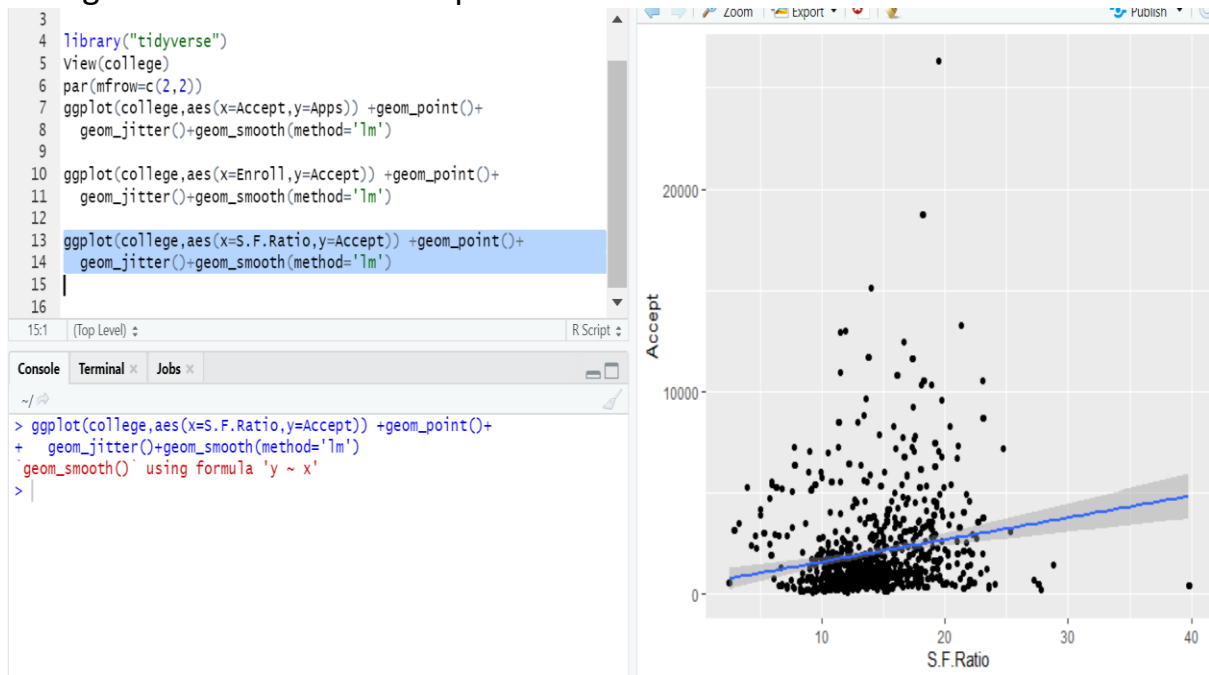 3
4 library("tidyverse")
5 View(college)
6 par(mfrow=c(2,2))
7 ggplot(college,aes(x=Accept,y=Apps)) +geom_point()+
8 geom_jitter()+geom_smooth(method='lm')
9
10 ggplot(college,aes(x=Enroll,y=Accept)) +geom_point()+
11 geom_jitter()+geom_smooth(method='lm')
12
13 ggplot(college,aes(x=S.F.Ratio,y=Accept)) +geom_point()+
14 geom_jitter()+geom_smooth(method='lm')
15
16
15:1 (Top Level) R Script
Console Terminal Jobs
~/
> ggplot(college,aes(x=S.F.Ratio,y=Accept)) +geom_point()+
+ geom_jitter()+geom_smooth(method='lm')
`geom_smooth()` using formula 'y ~ x'
>
Zoom Export Publish
Accept
20000
10000
0
10 20 30 40
S.F.Ratio